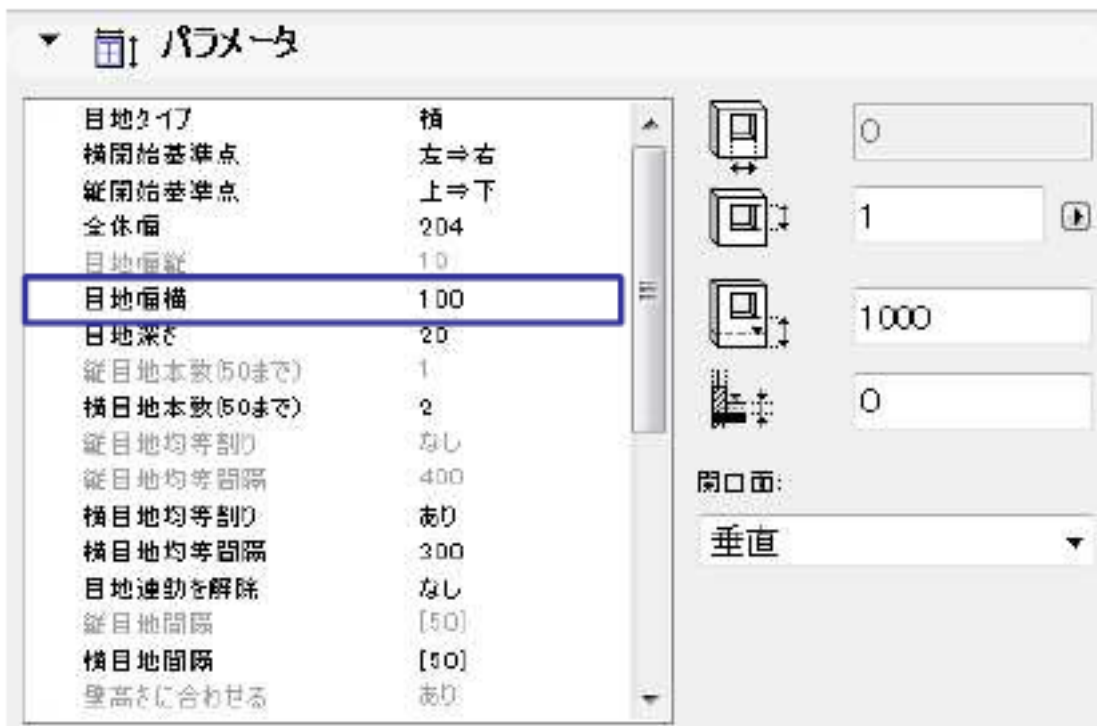 パラメータ
目地タイプ 横
横開始基準点 左⇒右
縦開始基準点 上⇒下
全体幅 204
目地幅縦 10
目地幅横 100
目地深さ 20
縦目地本数(50まで) 1
横目地本数(50まで) 2
縦目地均等割り なし
縦目地均等間隔 400
横目地均等割り あり
横目地均等間隔 300
目地連動を解除 なし
縦目地間隔 [50]
横目地間隔 [50]
壁高さに合わせる あり
0
1
1000
0
開口面:
垂直